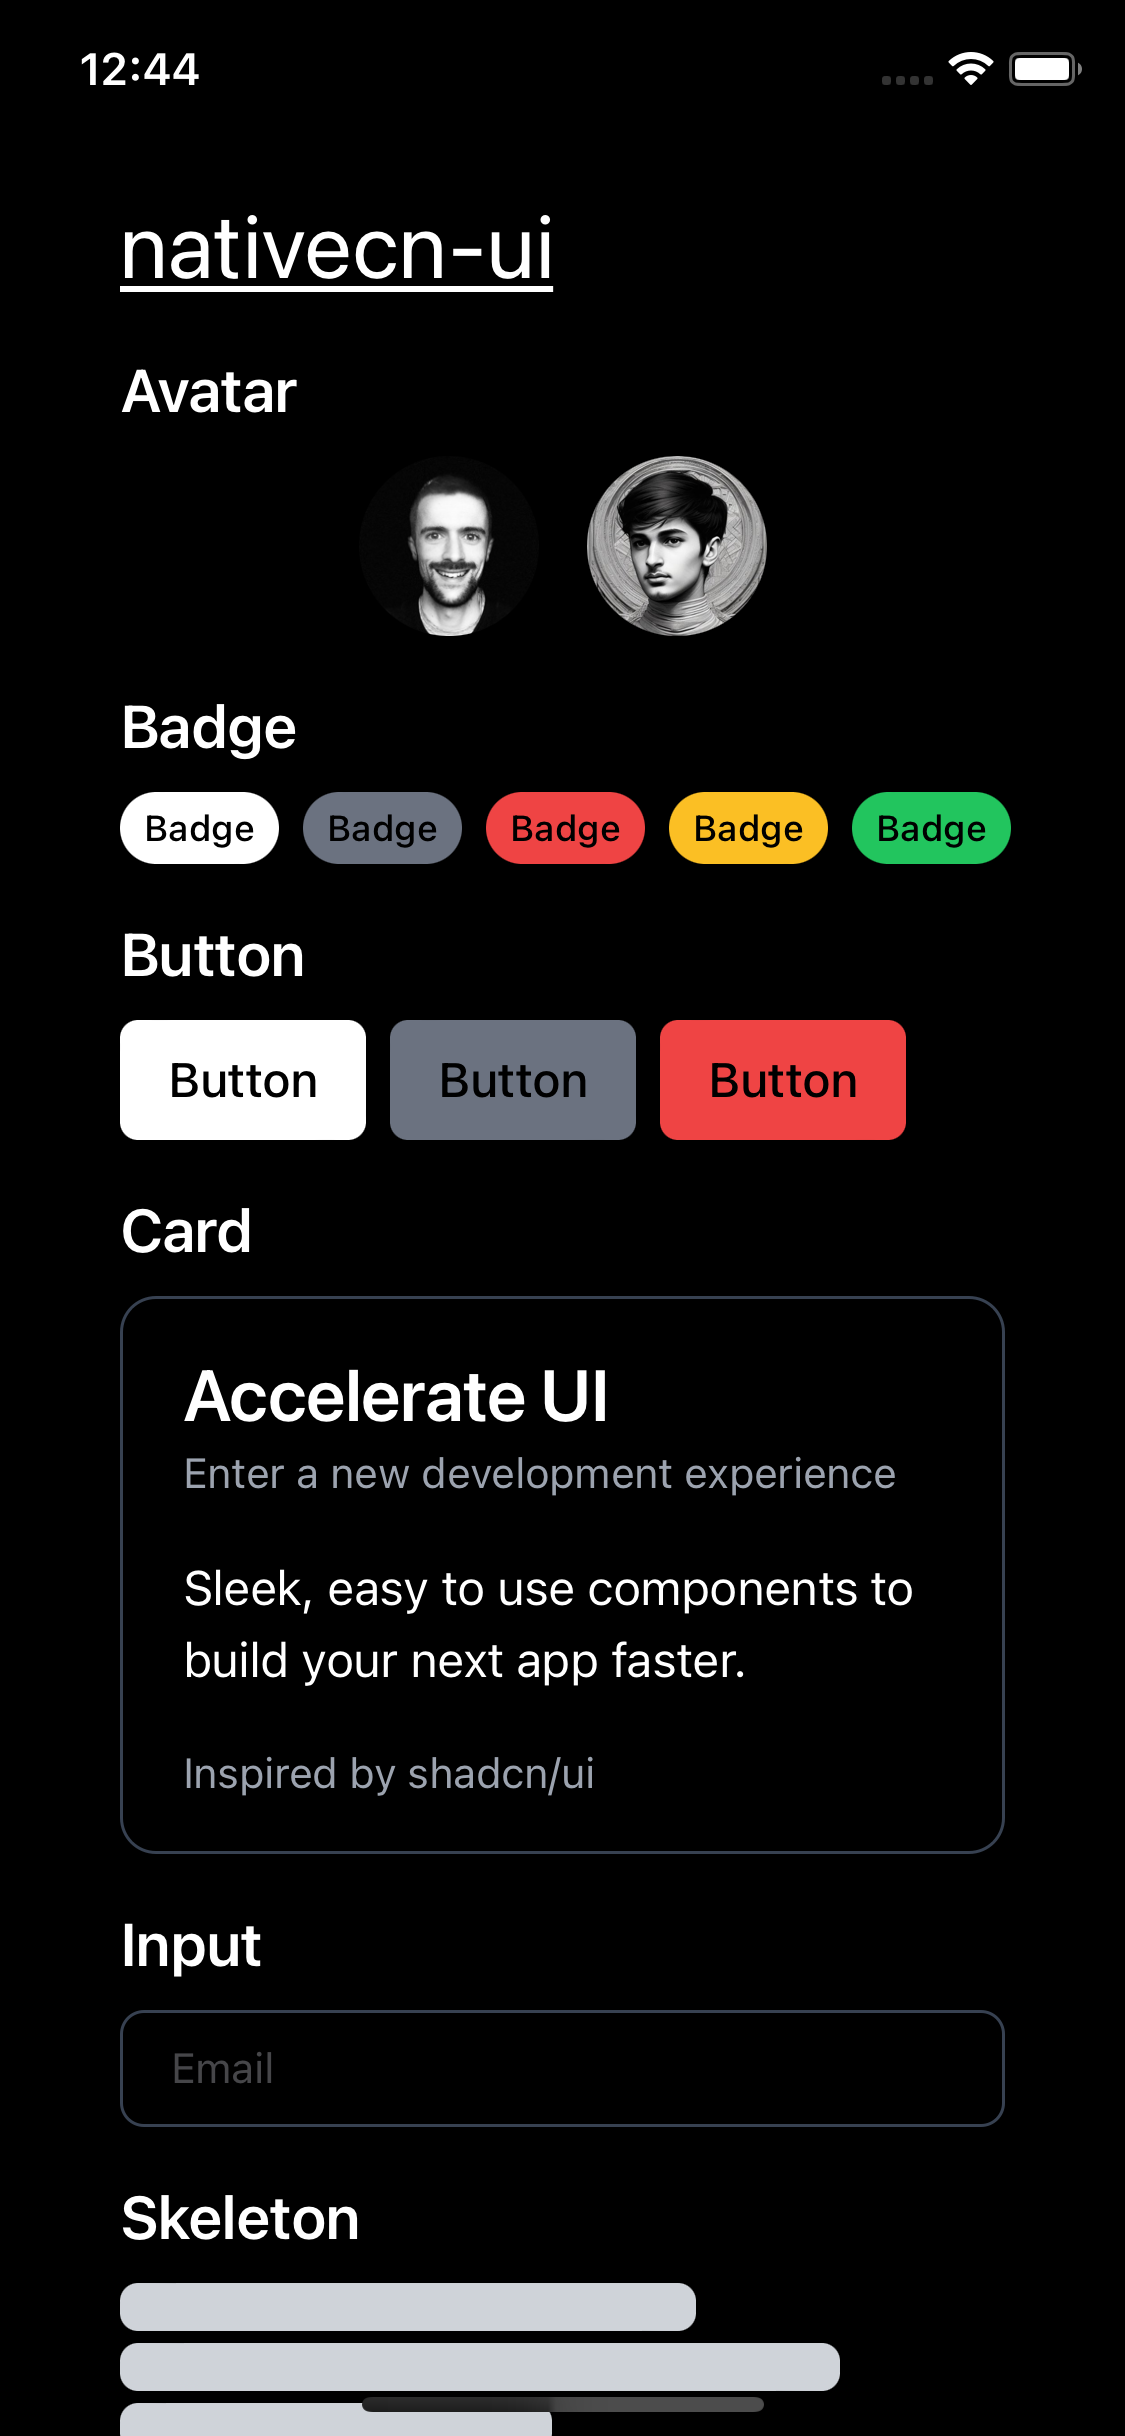 12:44
nativecn-ui
Avatar
Badge
Badge Badge Badge Badge Badge
Button
Button Button Button
Card
Accelerate UI
Enter a new development experience
Sleek, easy to use components to
build your next app faster.
Inspired by shadcn/ui
Input
Email
Skeleton